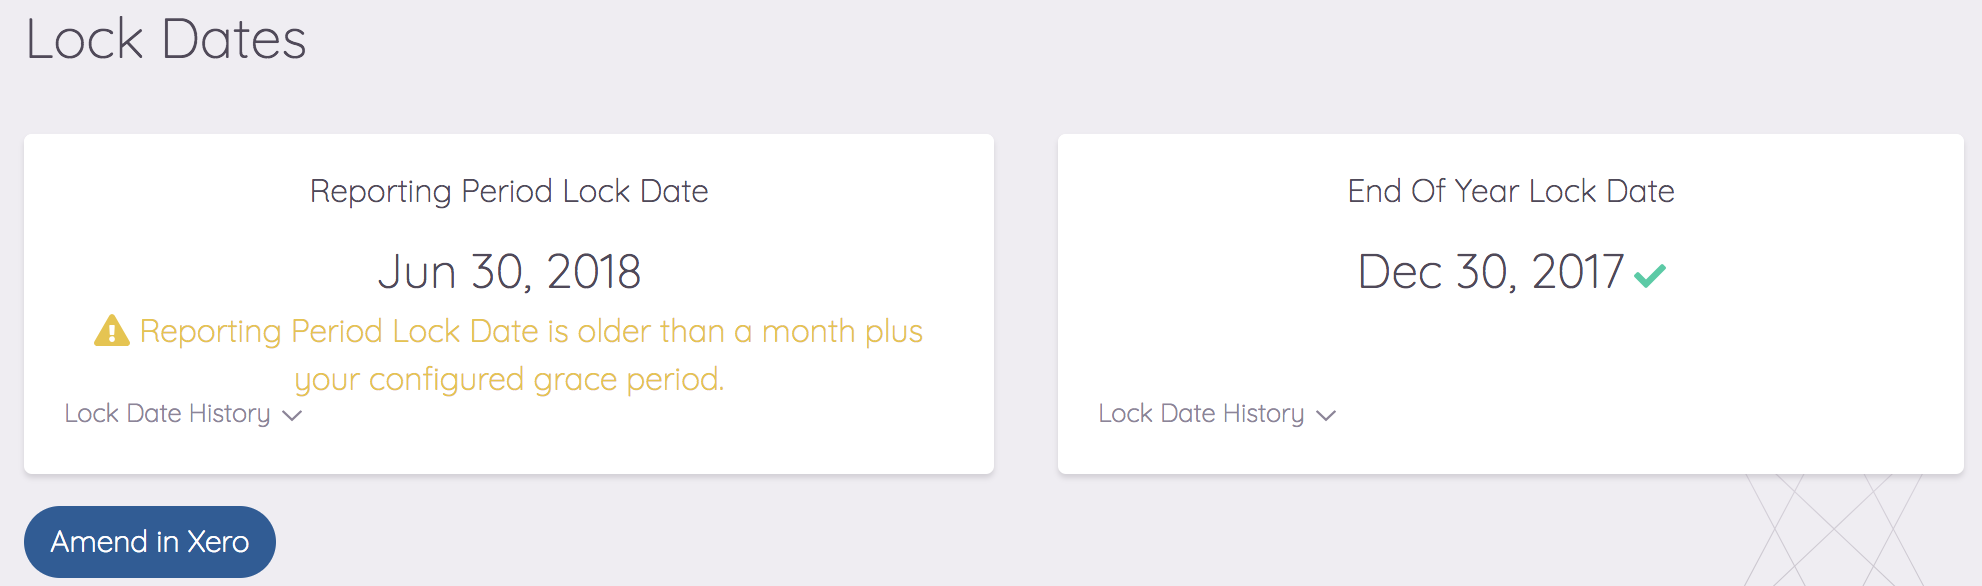 Lock Dates
Reporting Period Lock Date
Jun 30, 2018
Reporting Period Lock Date is older than a month plus
your configured grace period.
Lock Date History
End Of Year Lock Date
Dec 30, 2017
Lock Date History
Amend in Xero